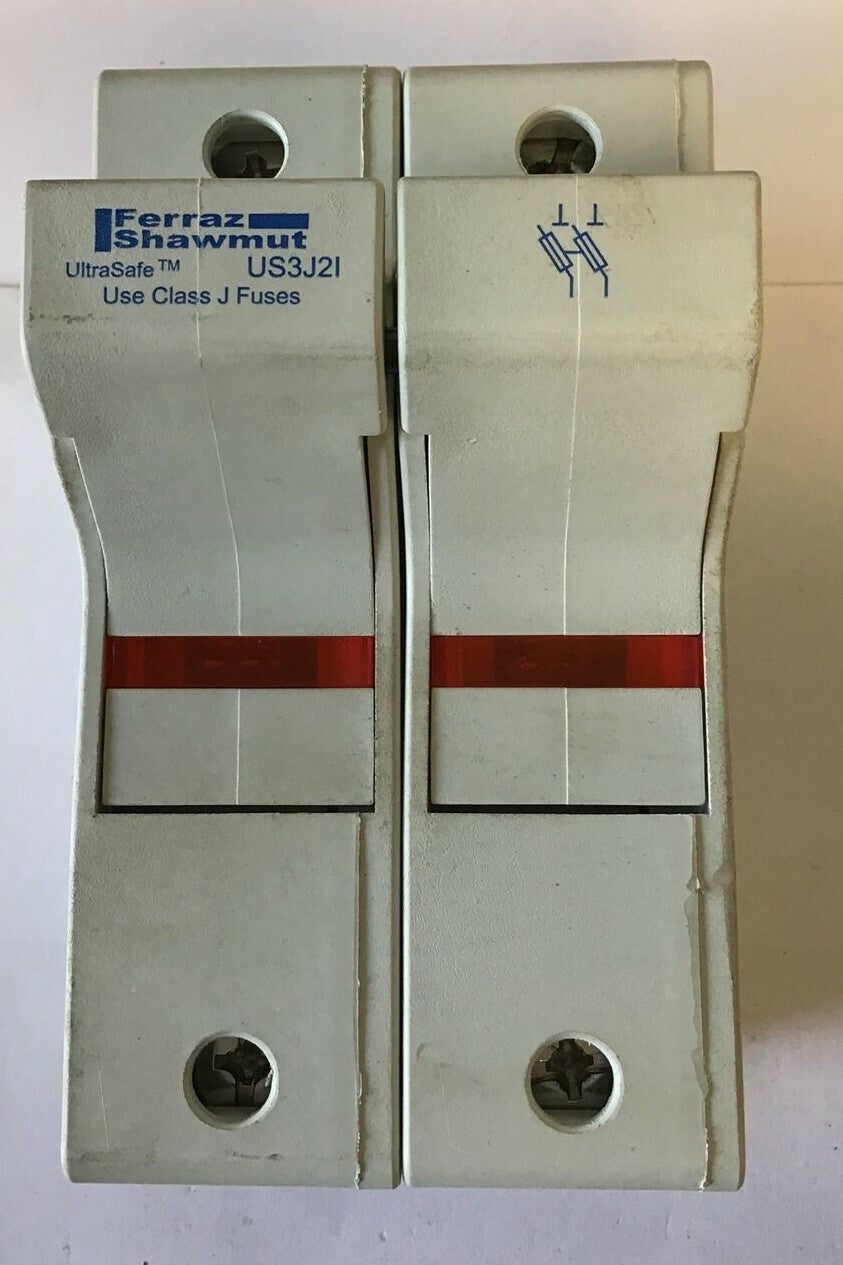 Ferraz
Shawmut
UltraSafe™ US3J2I
Use Class J Fuses